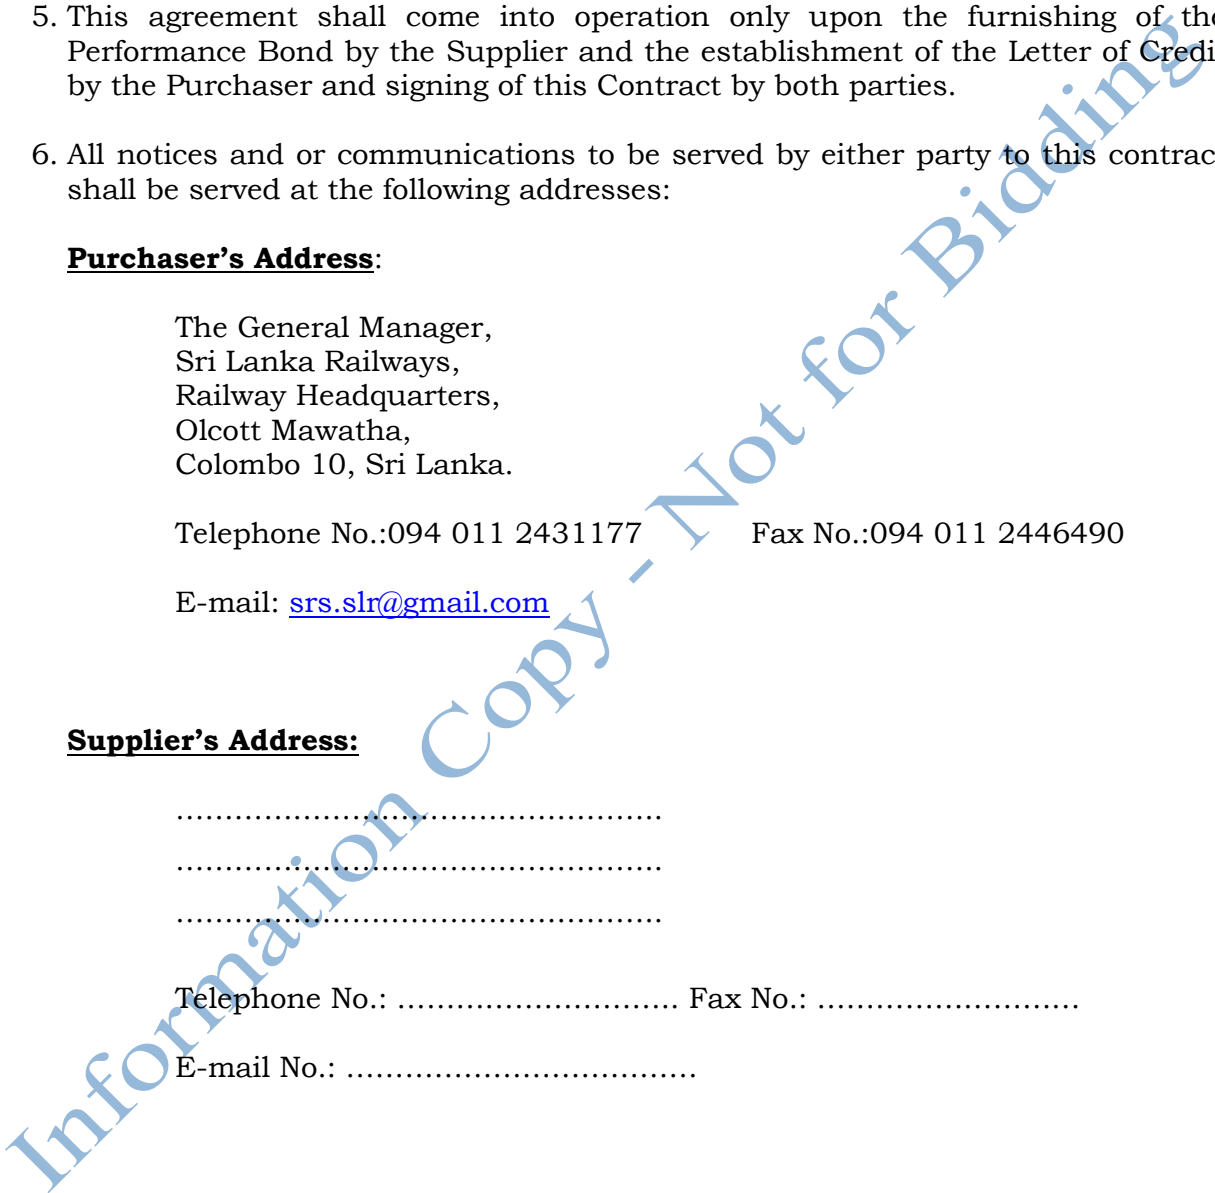 5. This agreement shall come into operation only upon the furnishing of the
Performance Bond by the Supplier and the establishment of the Letter of Credi
by the Purchaser and signing of this Contract by both parties.
6. All notices and or communications to be served by either party to this contrac
shall be served at the following addresses:
Purchaser’s Address:
The General Manager,
Sri Lanka Railways,
Railway Headquarters,
Olcott Mawatha,
Colombo 10, Sri Lanka.
Telephone No.:094 011 2431177 Fax No.:094 011 2446490
E-mail: srs.slr@gmail.com
Supplier’s Address:
………………………………………….
………………………………………….
………………………………………….
Telephone No.: ………………………. Fax No.: ………………………
E-mail No.: ………………………………
Information Copy - Not for Bidding